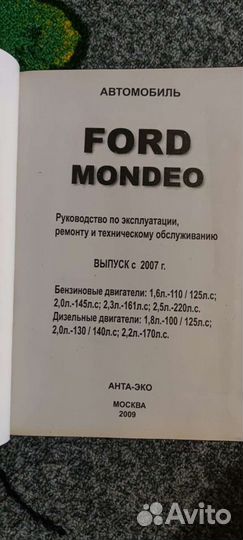 АВТОМОБИЛЬ
FORD
MONDEO
Руководство по эксплуатации,
ремонту и техническому обслуживанию
ВЫПУСК с 2007 г.
Бензиновые двигатели: 1,6л.-110 / 125л.с;
2,0л.-145л.с; 2,3л.-161л.с; 2,5л.-220л.с.
Дизельные двигатели: 1,8л.-100 / 125л.с;
2,0л.-130 / 140л.с; 2,2л.-170л.с.
АНТА-ЭКО
МОСКВА
2009
Avito